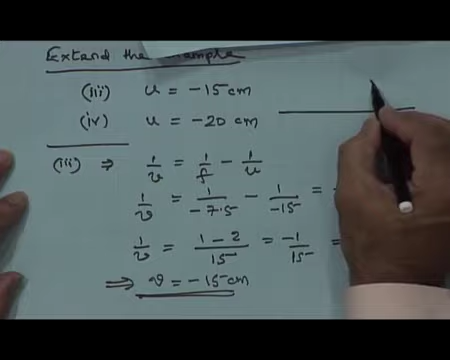 Extend the example
(iii) u = -15 cm
(iv) u = -20 cm
(iii) ⇒ 1/v = 1/f - 1/u
1/v = 1/-7.5 - 1/-15 =
1/v = (1 - 2)/15 = -1/15 =
⇒ v = -15 cm